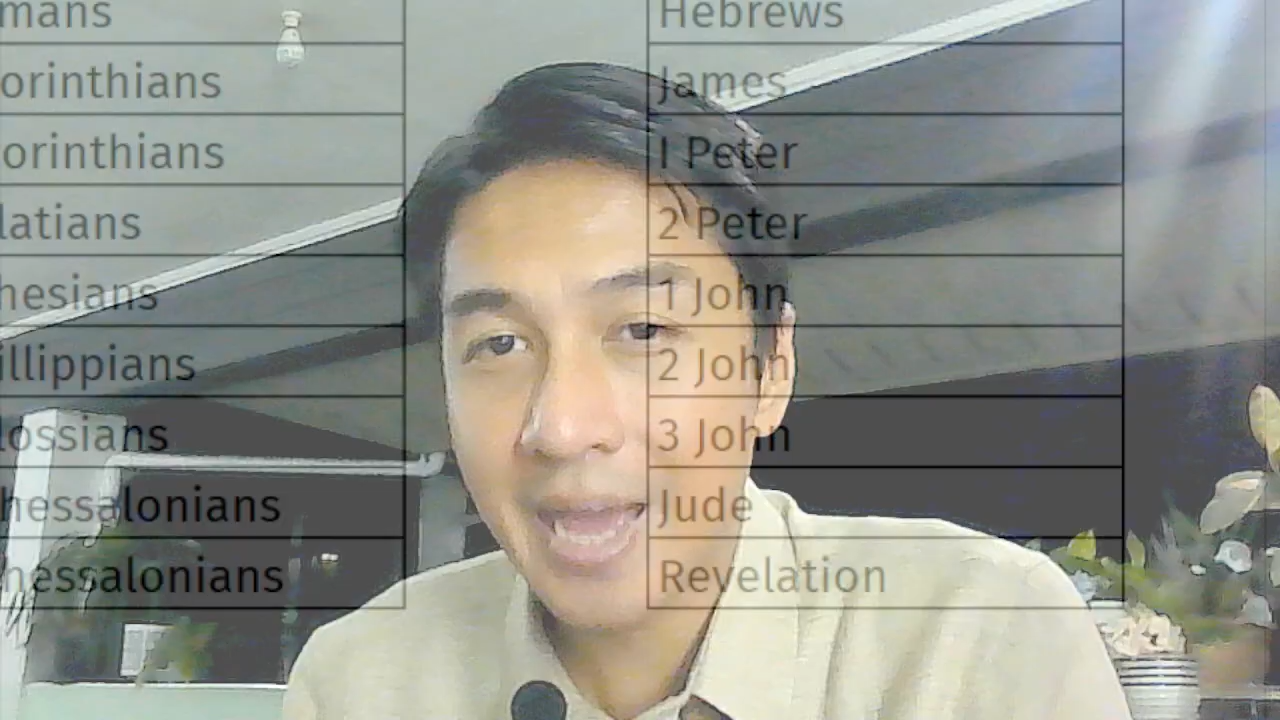 mans
orinthians
orinthians
latians
hesians
illippians
lossians
hessalonians
hessalonians
Hebrews
James
1 Peter
2 Peter
1 John
2 John
3 John
Jude
Revelation